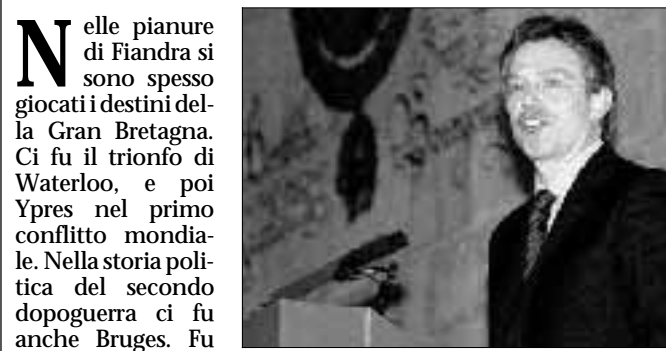 Nelle pianure
di Fiandra si
sono spesso
giocati i destini del-
la Gran Bretagna.
Ci fu il trionfo di
Waterloo, e poi
Ypres nel primo
conflitto mondia-
le. Nella storia poli-
tica del secondo
dopoguerra ci fu
anche Bruges. Fu